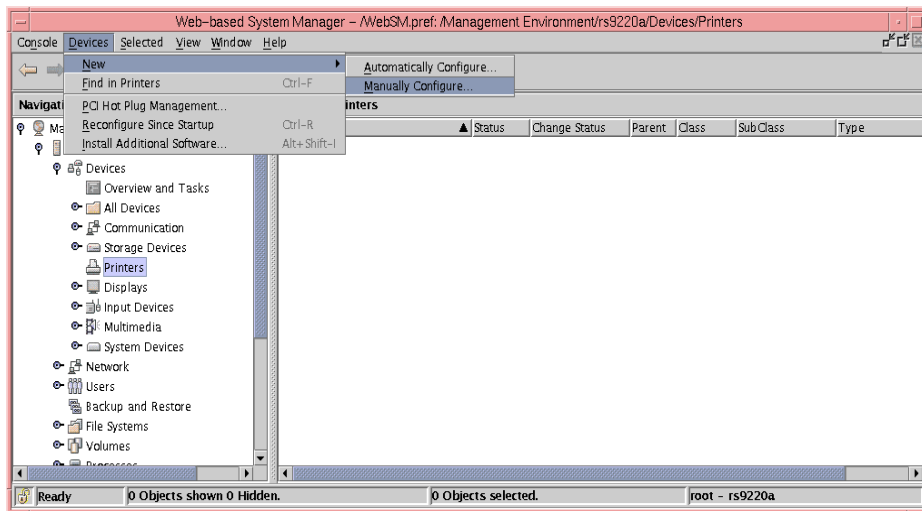 Web-based System Manager - /WebSM.pref: /Management Environment/rs9220a/Devices/Printers
Console Devices Selected View Window Help
New
Find in Printers Ctrl-F
PCI Hot Plug Management...
Reconfigure Since Startup Ctrl-R
Install Additional Software... Alt+Shift-I
Automatically Configure...
Manually Configure...
Navigati
inters
Status Change Status Parent Class SubClass Type
Ma
Devices
Overview and Tasks
All Devices
Communication
Storage Devices
Printers
Displays
Input Devices
Multimedia
System Devices
Network
Users
Backup and Restore
File Systems
Volumes
Processes
Ready 0 Objects shown 0 Hidden. 0 Objects selected. root - rs9220a